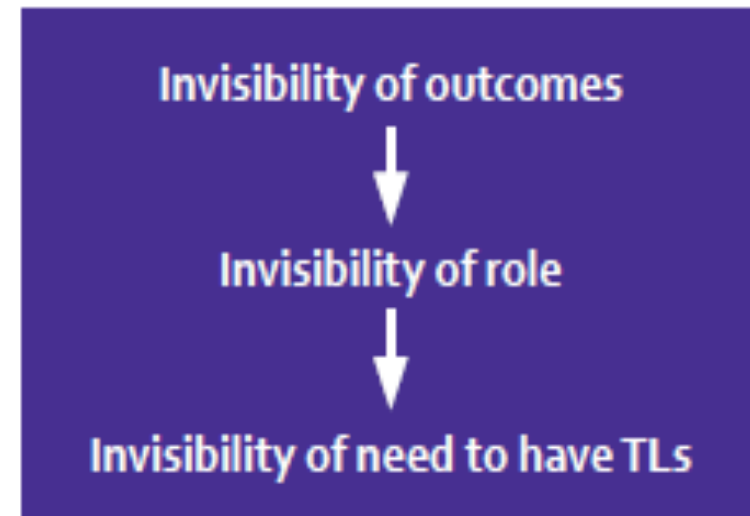 Invisibility of outcomes
Invisibility of role
Invisibility of need to have TLs